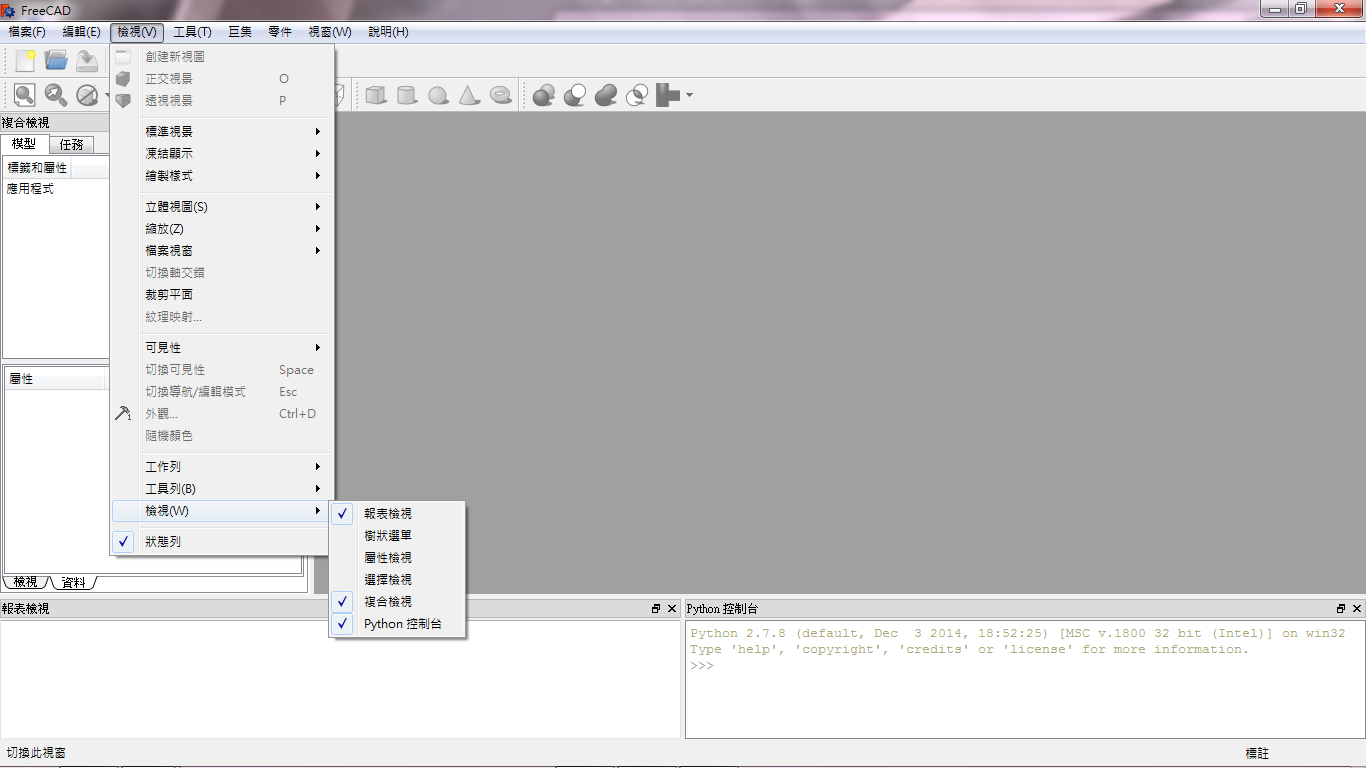 FreeCAD
檔案(F) 編輯(E) 檢視(V) 工具(T) 巨集 零件 視窗(W) 說明(H)
創建新視圖
正交視景 O
透視視景 P
標準視景
凍結顯示
繪製樣式
立體視圖(S)
縮放(Z)
檔案視窗
切換軸交錯
裁剪平面
紋理映射...
可見性
切換可見性 Space
切換導航/編輯模式 Esc
外觀... Ctrl+D
隨機顏色
工作列
工具列(B)
檢視(W)
狀態列
報表檢視
樹狀選單
屬性檢視
選擇檢視
複合檢視
Python 控制台
複合檢視
模型 任務
標籤和屬性
應用程式
屬性
檢視 資料
報表檢視
Python 控制台
Python 2.7.8 (default, Dec  3 2014, 18:52:25) [MSC v.1800 32 bit (Intel)] on win32
Type 'help', 'copyright', 'credits' or 'license' for more information.
>>>
切換此視窗
標註